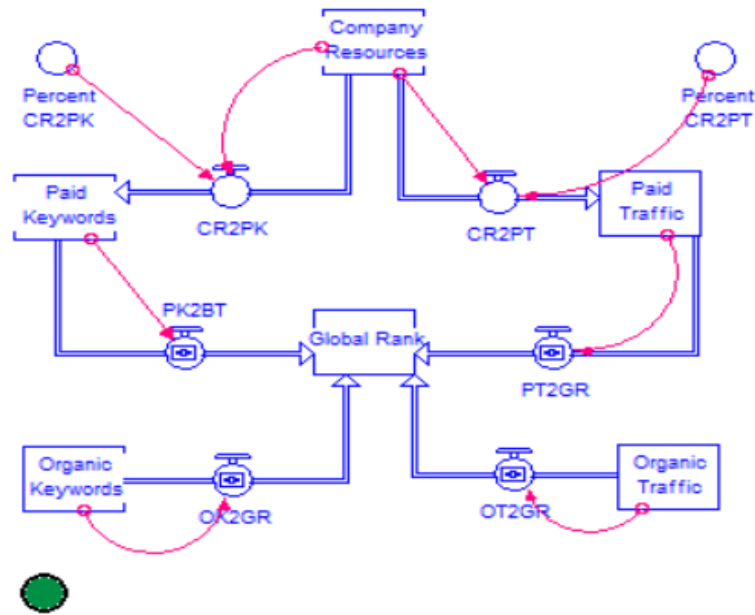 Company
Resources
Percent
CR2PK
Percent
CR2PT
Paid
Keywords
CR2PK
CR2PT
Paid
Traffic
PK2BT
Global Rank
PT2GR
Organic
Keywords
OK2GR
OT2GR
Organic
Traffic